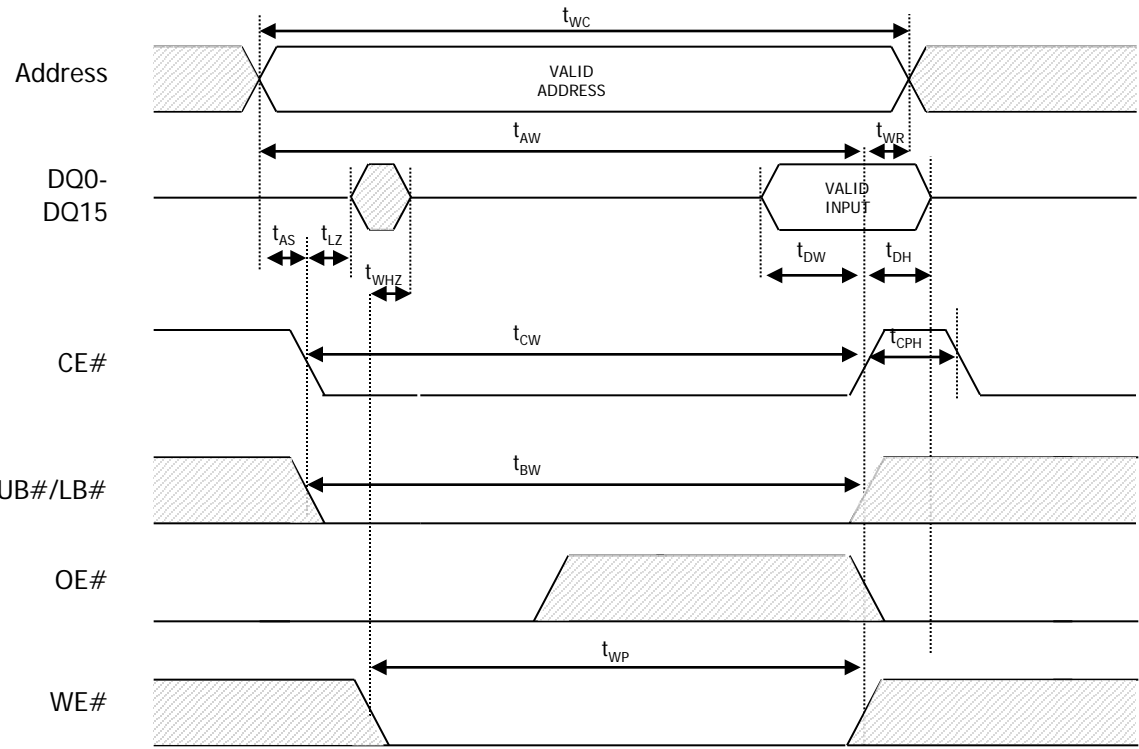 tWC
Address
VALID
ADDRESS
tAW
tWR
DQ0-
DQ15
VALID
INPUT
tAS
tLZ
tDW
tDH
tWHZ
tCW
tCPH
CE#
tBW
UB#/LB#
OE#
tWP
WE#